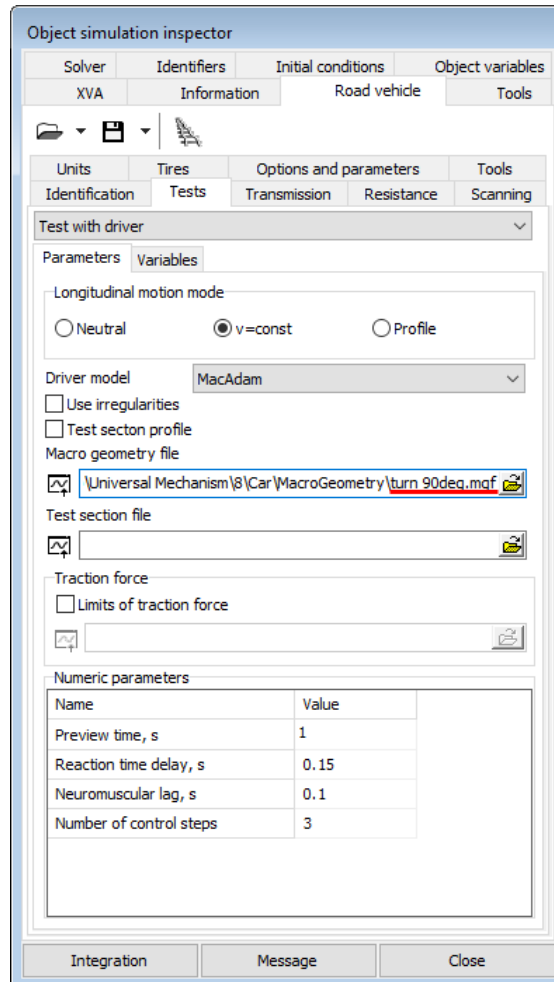 Object simulation inspector
Solver Identifiers Initial conditions Object variables
XVA Information Road vehicle Tools
Units Tires Options and parameters Tools
Identification Tests Transmission Resistance Scanning
Test with driver
Parameters Variables
Longitudinal motion mode
Neutral v=const Profile
Driver model MacAdam
Use irregularities
Test secton profile
Macro geometry file
\Universal Mechanism\8\Car\MacroGeometry\turn 90deg.mgf
Test section file
Traction force
Limits of traction force
Numeric parameters
Name Value
Preview time, s 1
Reaction time delay, s 0.15
Neuromuscular lag, s 0.1
Number of control steps 3
Integration Message Close